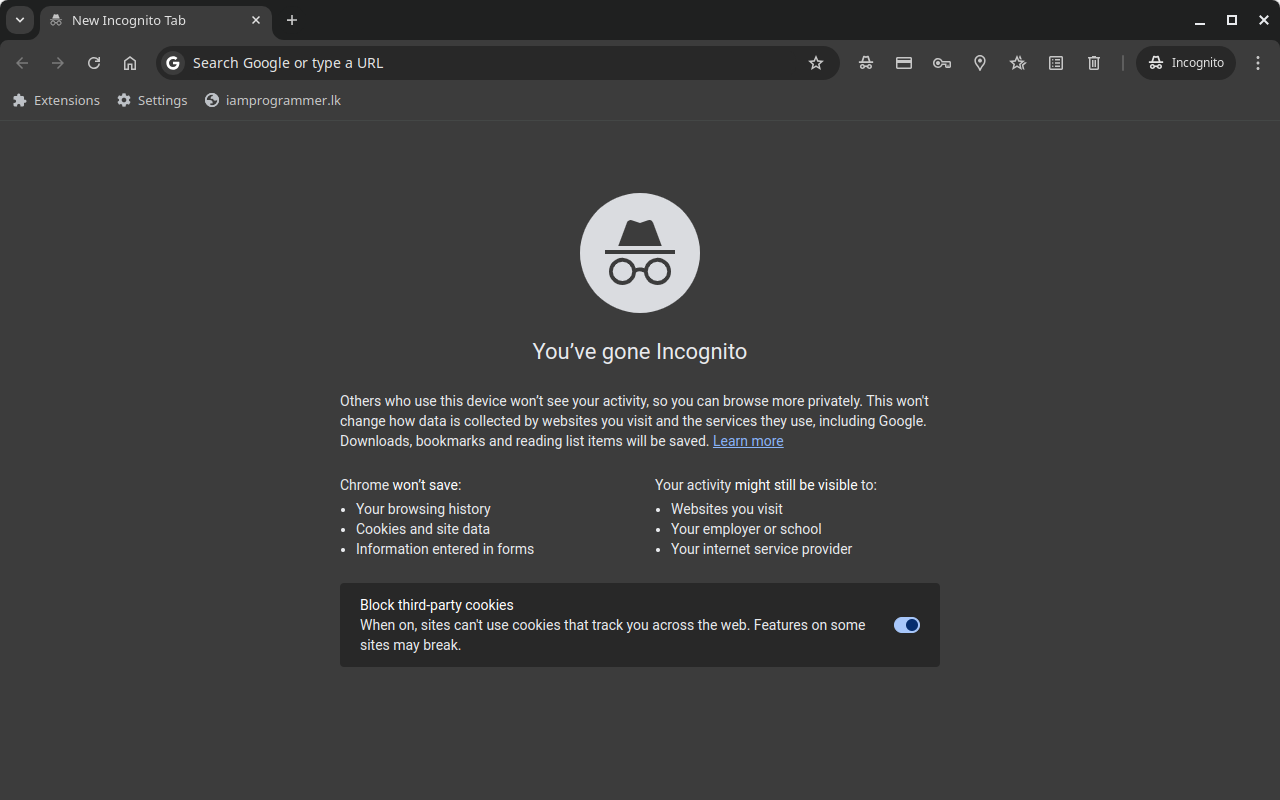 New Incognito Tab
Search Google or type a URL
Incognito
Extensions
Settings
iamprogrammer.lk
You’ve gone Incognito
Others who use this device won’t see your activity, so you can browse more privately. This won't
change how data is collected by websites you visit and the services they use, including Google.
Downloads, bookmarks and reading list items will be saved. Learn more
Chrome won’t save:
• Your browsing history
• Cookies and site data
• Information entered in forms
Your activity might still be visible to:
• Websites you visit
• Your employer or school
• Your internet service provider
Block third-party cookies
When on, sites can't use cookies that track you across the web. Features on some
sites may break.